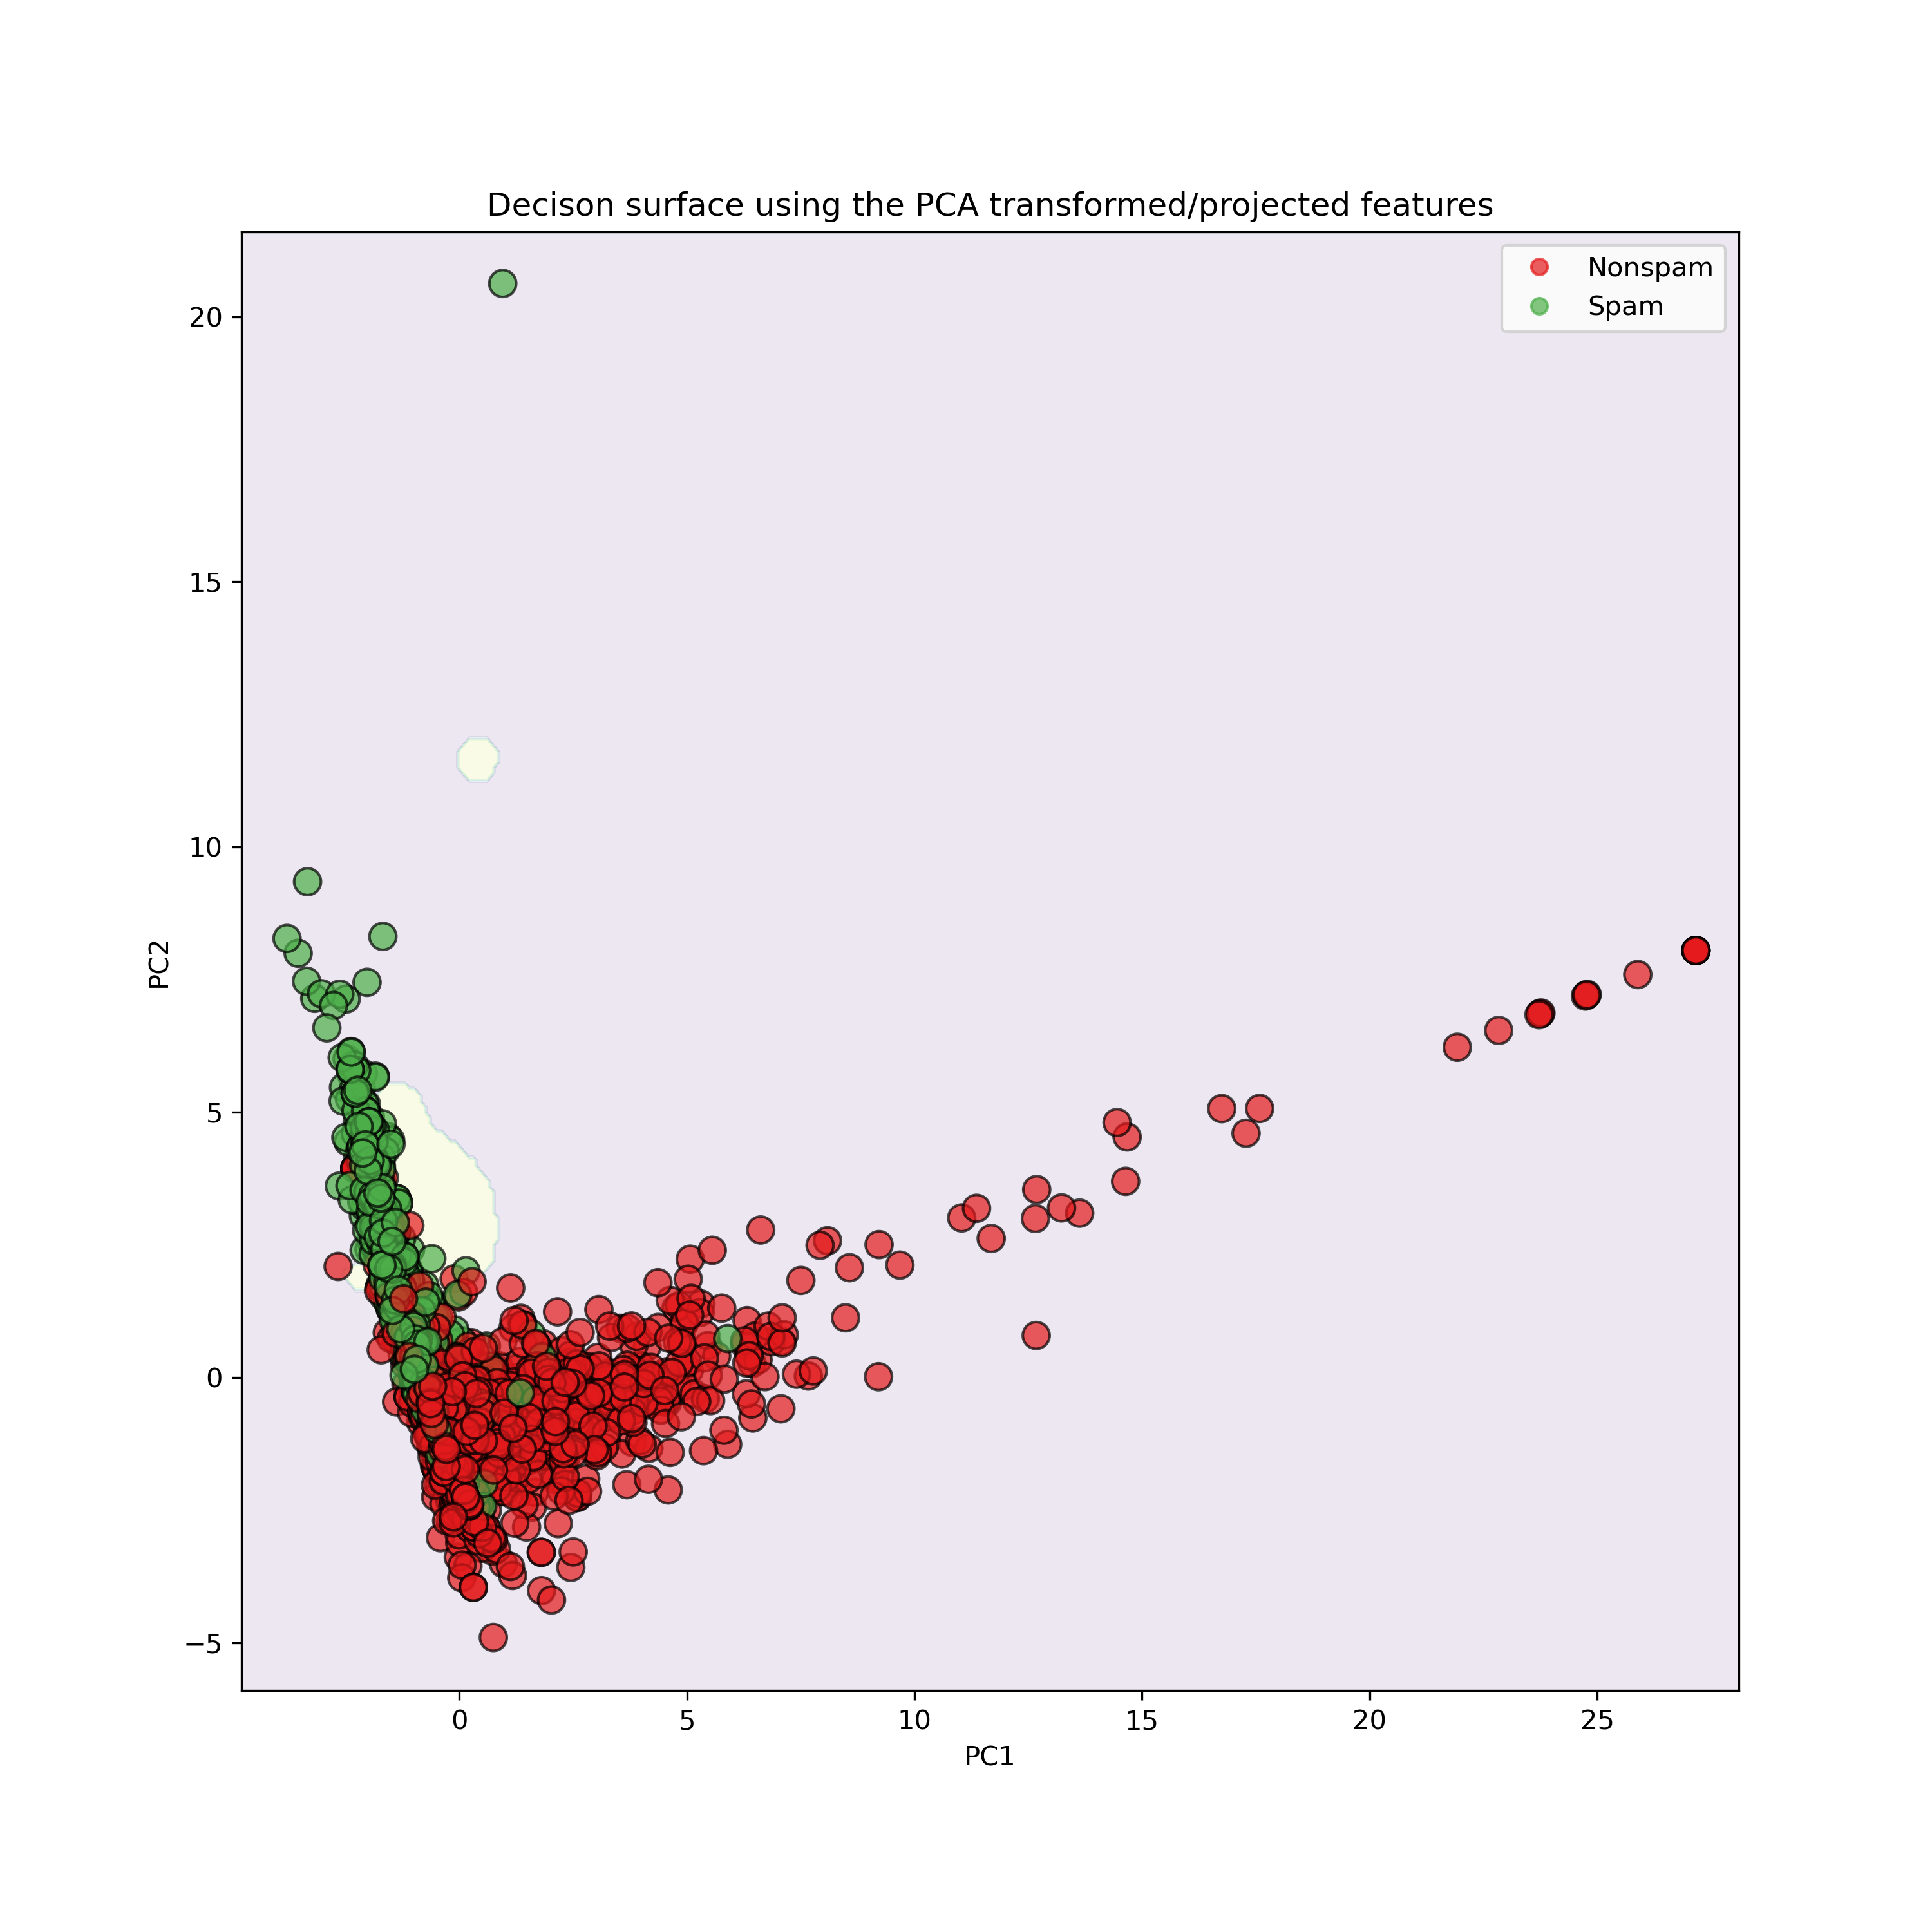 Decison surface using the PCA transformed/projected features
Nonspam
Spam
20
15
10
5
0
−5
PC2
0 5 10 15 20 25
PC1